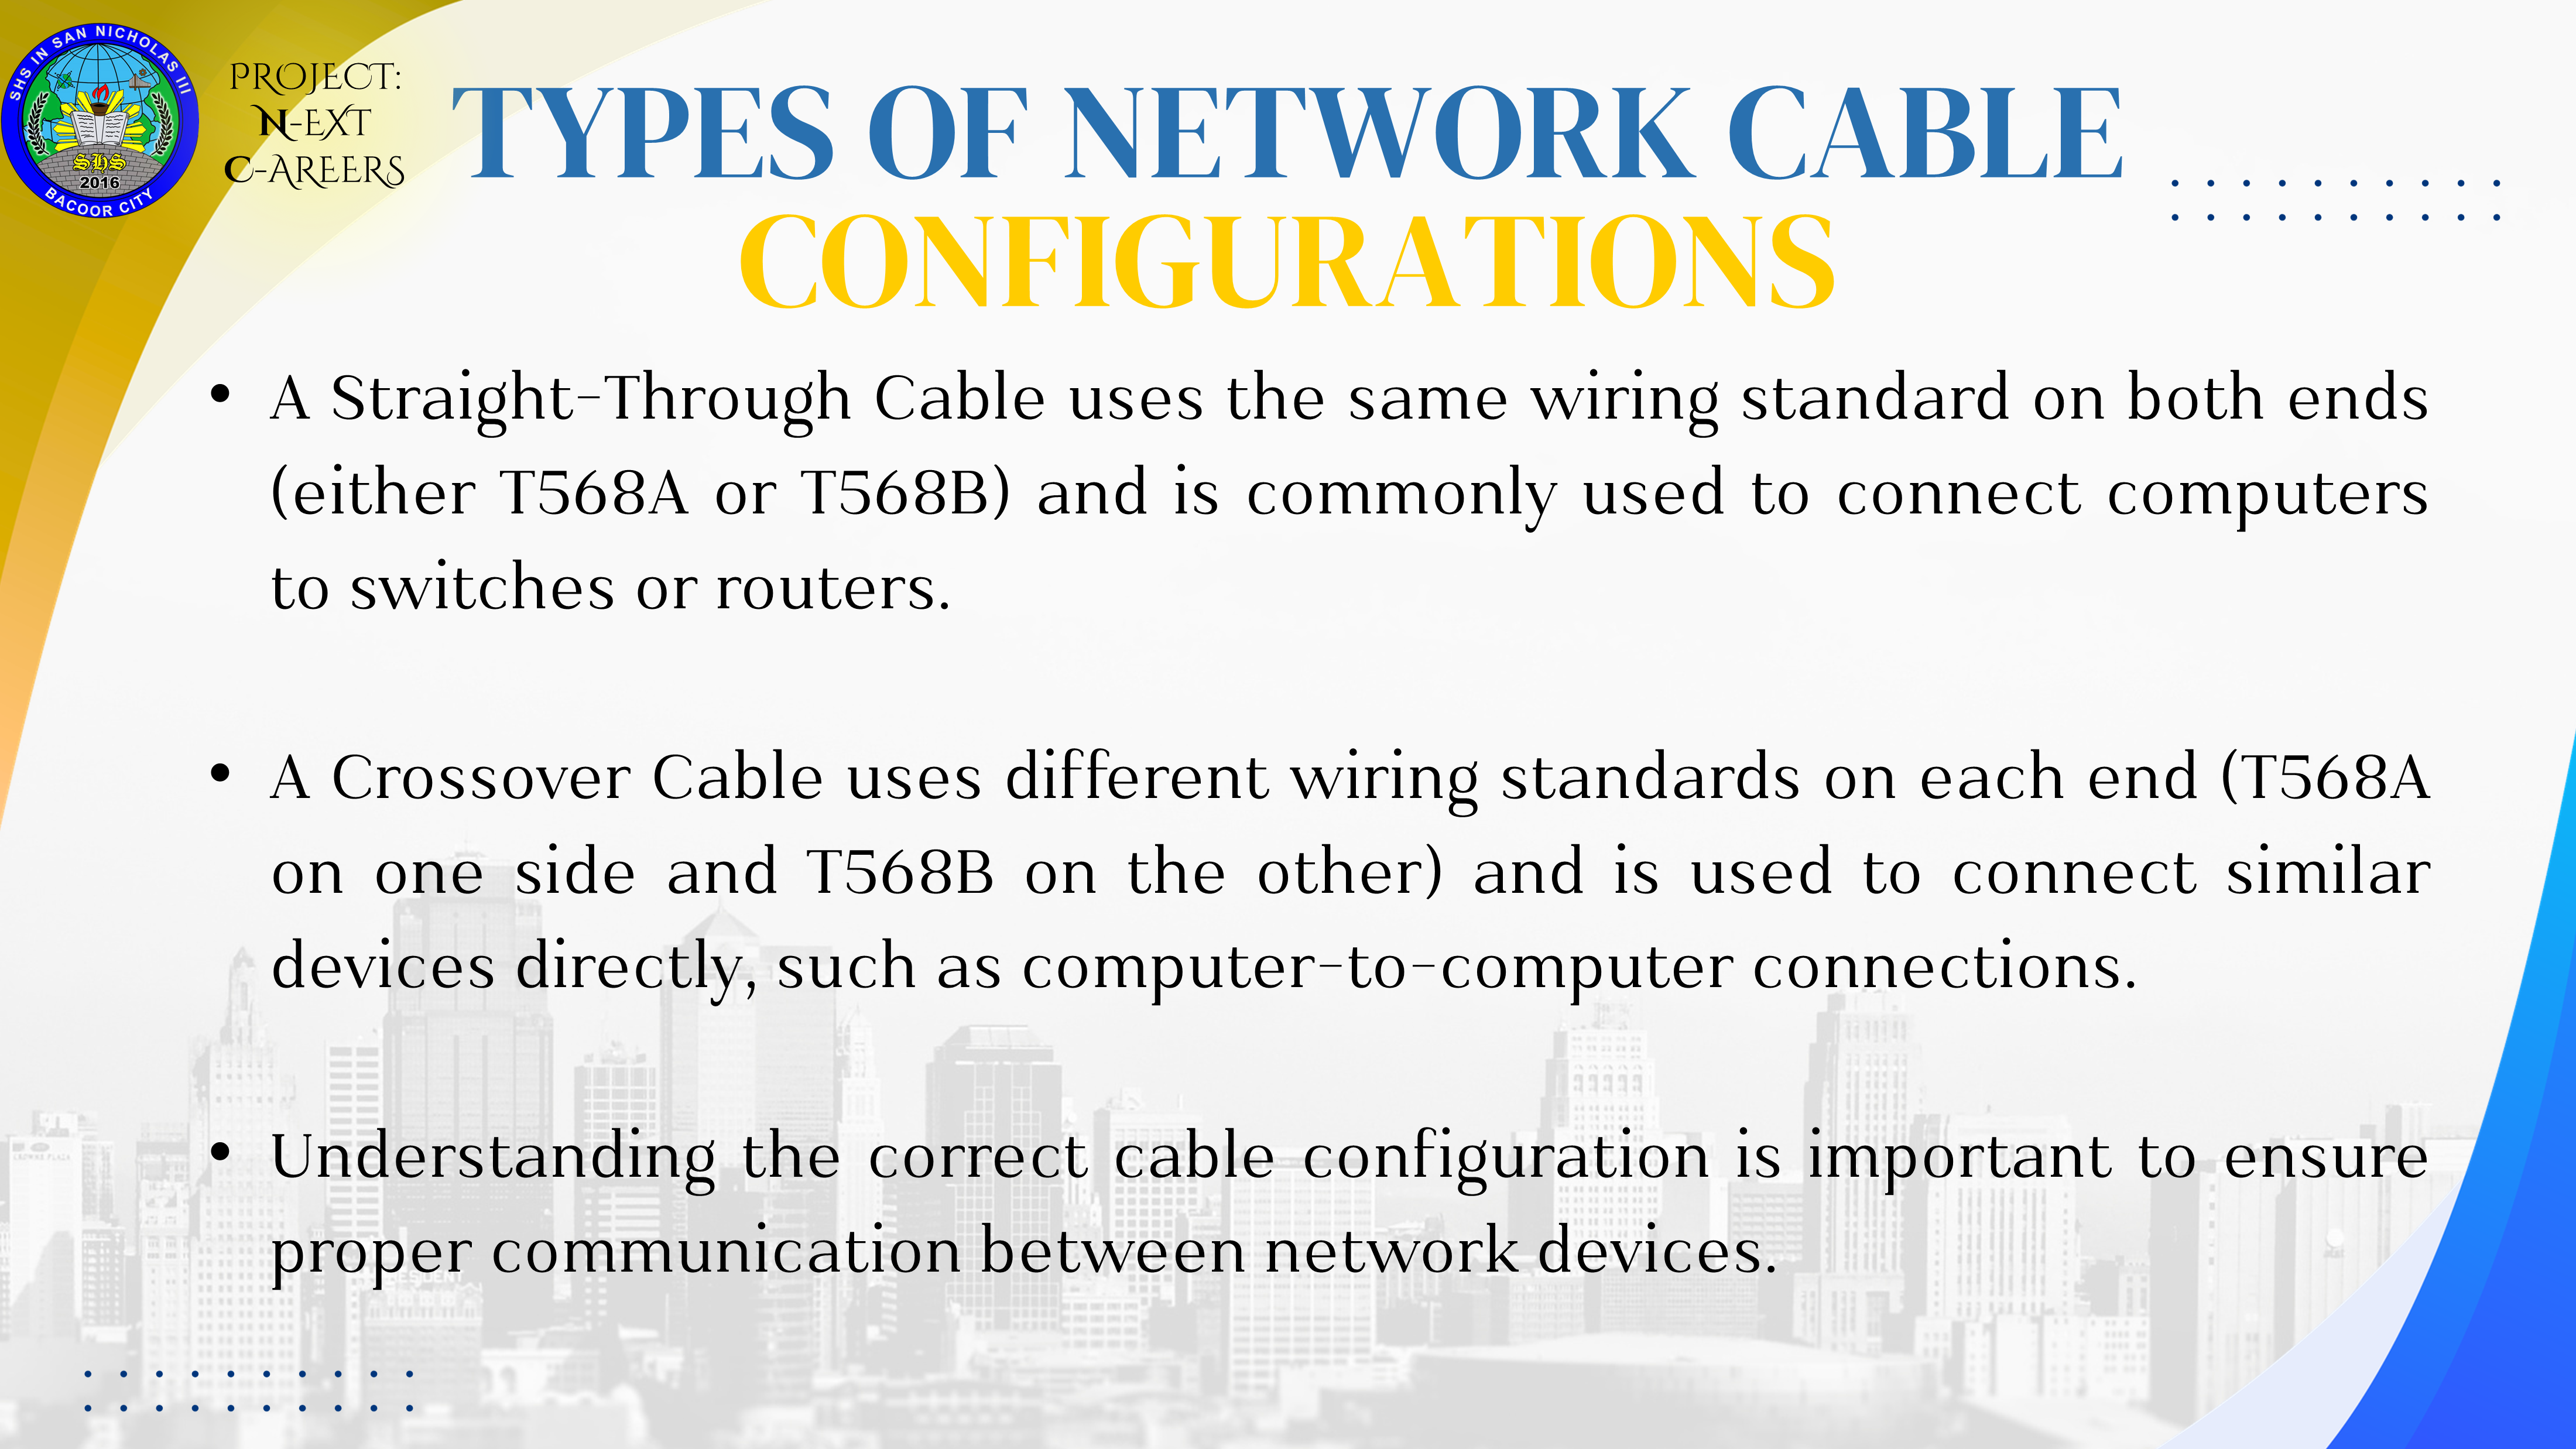 SHS IN SAN NICHOLAS III
SHS
2016
BACOOR CITY
PROJECT:
N-EXT
C-AREERS
TYPES OF NETWORK CABLE
CONFIGURATIONS
• A Straight-Through Cable uses the same wiring standard on both ends
(either T568A or T568B) and is commonly used to connect computers
to switches or routers.
• A Crossover Cable uses different wiring standards on each end (T568A
on one side and T568B on the other) and is used to connect similar
devices directly, such as computer-to-computer connections.
• Understanding the correct cable configuration is important to ensure
proper communication between network devices.